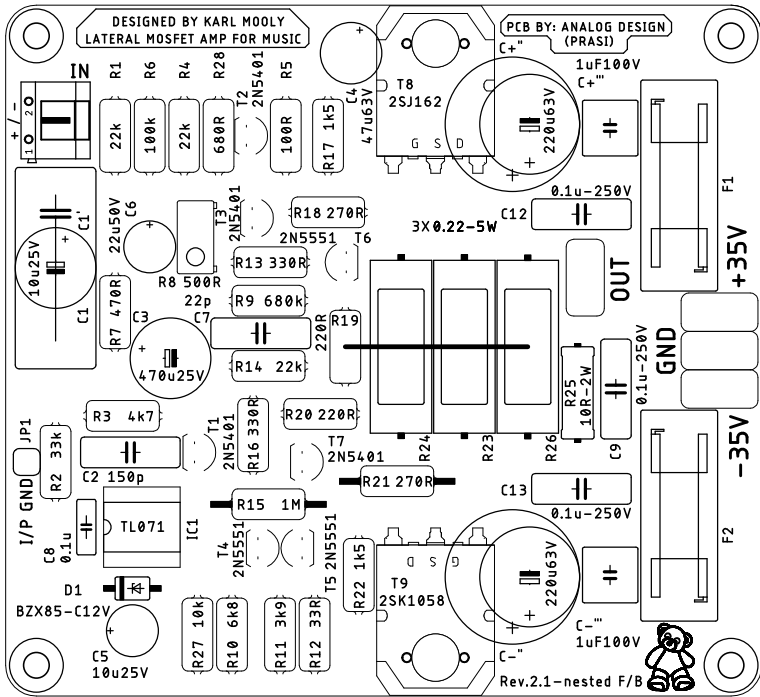 DESIGNED BY KARL MOOLY
LATERAL MOSFET AMP FOR MUSIC
PCB BY: ANALOG DESIGN
(PRASI)
IN
+/-
1 2
R1
22k
R6
100k
R4
22k
R28
680R
T2
2N5401
R5
100R
R17 1k5
C4
47u63V
T8
2SJ162
G S D
C+"
220u63V
1uF100V
C+'"
F1
+35V
C1'
10u25V
C1
C6
22u50V
T3
2N5401
R8 500R
R18 270R
2N5551
T6
R13 330R
R9 680k
22p
C7
R14 22k
R7 470R
C3
470u25V
220R
R19
3X0.22-5W
0.1u-250V
C12
OUT
GND
R24
R23
R26
R25
10R-2W
0.1u-250V
C9
JP1
I/P GND
R2 33k
R3 4k7
C2 150p
T1
2N5401
R16 330R
R20 220R
T7
2N5401
R21 270R
R15 1M
C13
0.1u-250V
-35V
F2
C8
0.1u
TL071
IC1
T4
2N5551
T5 2N5551
R22 1k5
G S D
T9
2SK1058
220u63V
C-"
C-'"
1uF100V
D1
BZX85-C12V
C5
10u25V
R27 10k
R10 6k8
R11 3k9
R12 33R
Rev.2.1-nested F/B